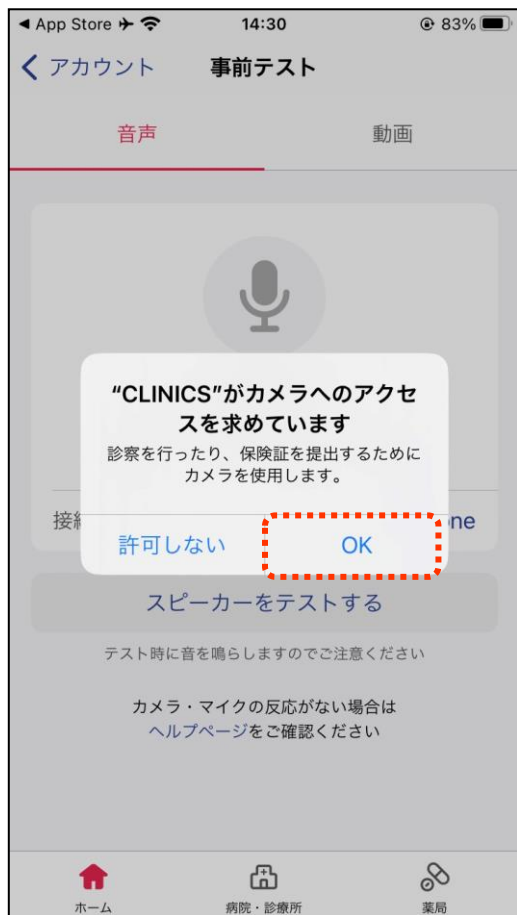 ◀ App Store
14:30
83%
アカウント
事前テスト
音声
動画
“CLINICS”がカメラへのアクセ
スを求めています
診察を行ったり、保険証を提出するために
カメラを使用します。
許可しない
OK
スピーカーをテストする
テスト時に音を鳴らしますのでご注意ください
カメラ・マイクの反応がない場合は
ヘルプページをご確認ください
ホーム
病院・診療所
薬局